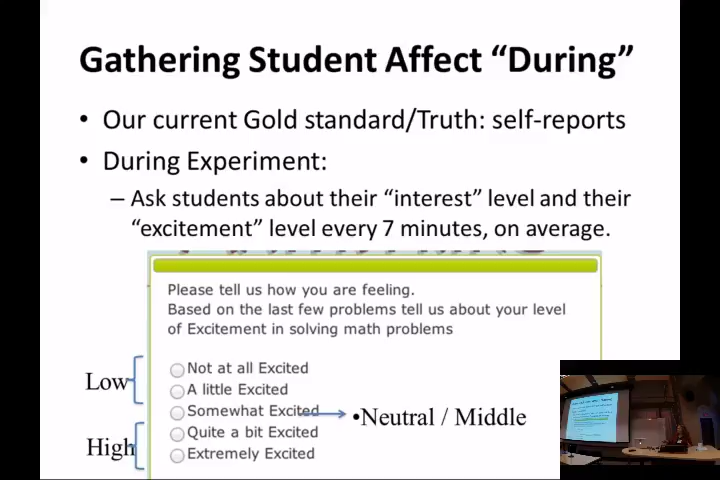 Gathering Student Affect “During”
• Our current Gold standard/Truth: self-reports
• During Experiment:
– Ask students about their “interest” level and their
“excitement” level every 7 minutes, on average.
Please tell us how you are feeling.
Based on the last few problems tell us about your level
of Excitement in solving math problems
Not at all Excited
Low
A little Excited
Somewhat Excited
•Neutral / Middle
Quite a bit Excited
High
Extremely Excited